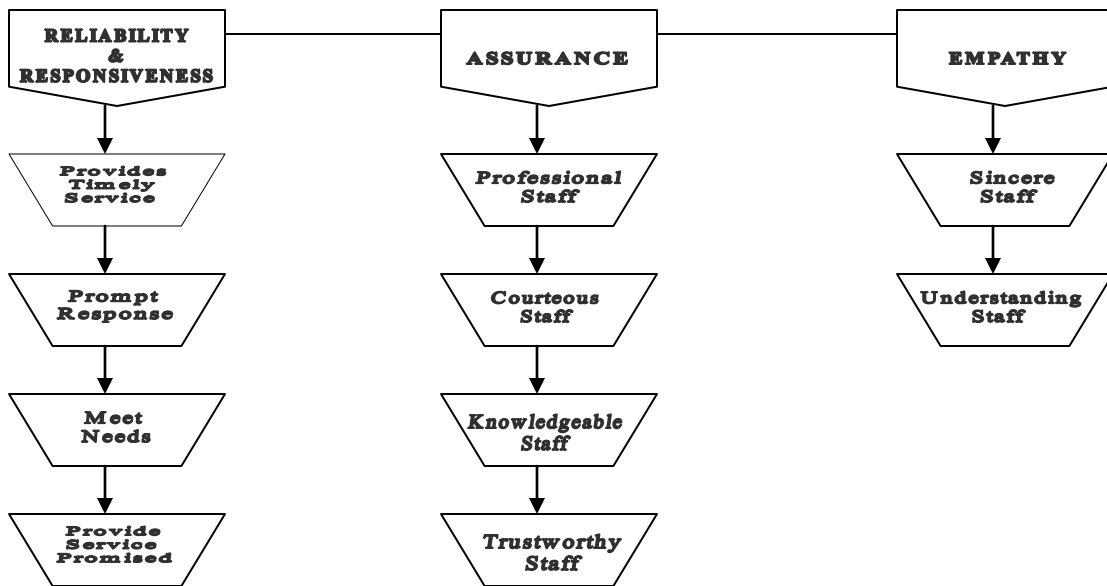 RELIABILITY
&
RESPONSIVENESS
Provides
Timely
Service
Prompt
Response
Meet
Needs
Provide
Service
Promised
ASSURANCE
Professional
Staff
Courteous
Staff
Knowledgeable
Staff
Trustworthy
Staff
EMPATHY
Sincere
Staff
Understanding
Staff